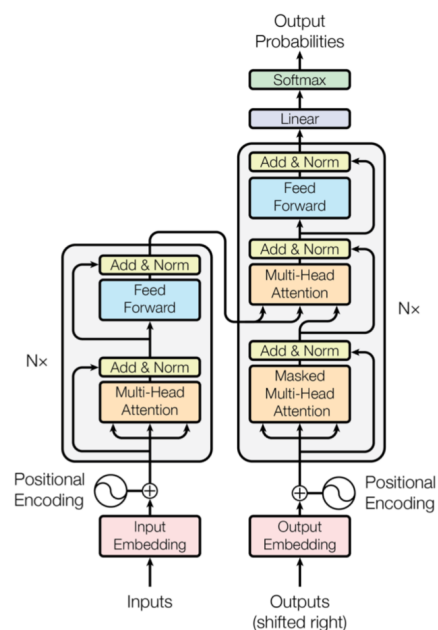 Output
Probabilities
Softmax
Linear
Add & Norm
Feed
Forward
Add & Norm
Multi-Head
Attention
Nx
Add & Norm
Masked
Multi-Head
Attention
Add & Norm
Feed
Forward
Nx
Add & Norm
Multi-Head
Attention
Positional
Encoding
Positional
Encoding
Input
Embedding
Output
Embedding
Inputs
Outputs
(shifted right)